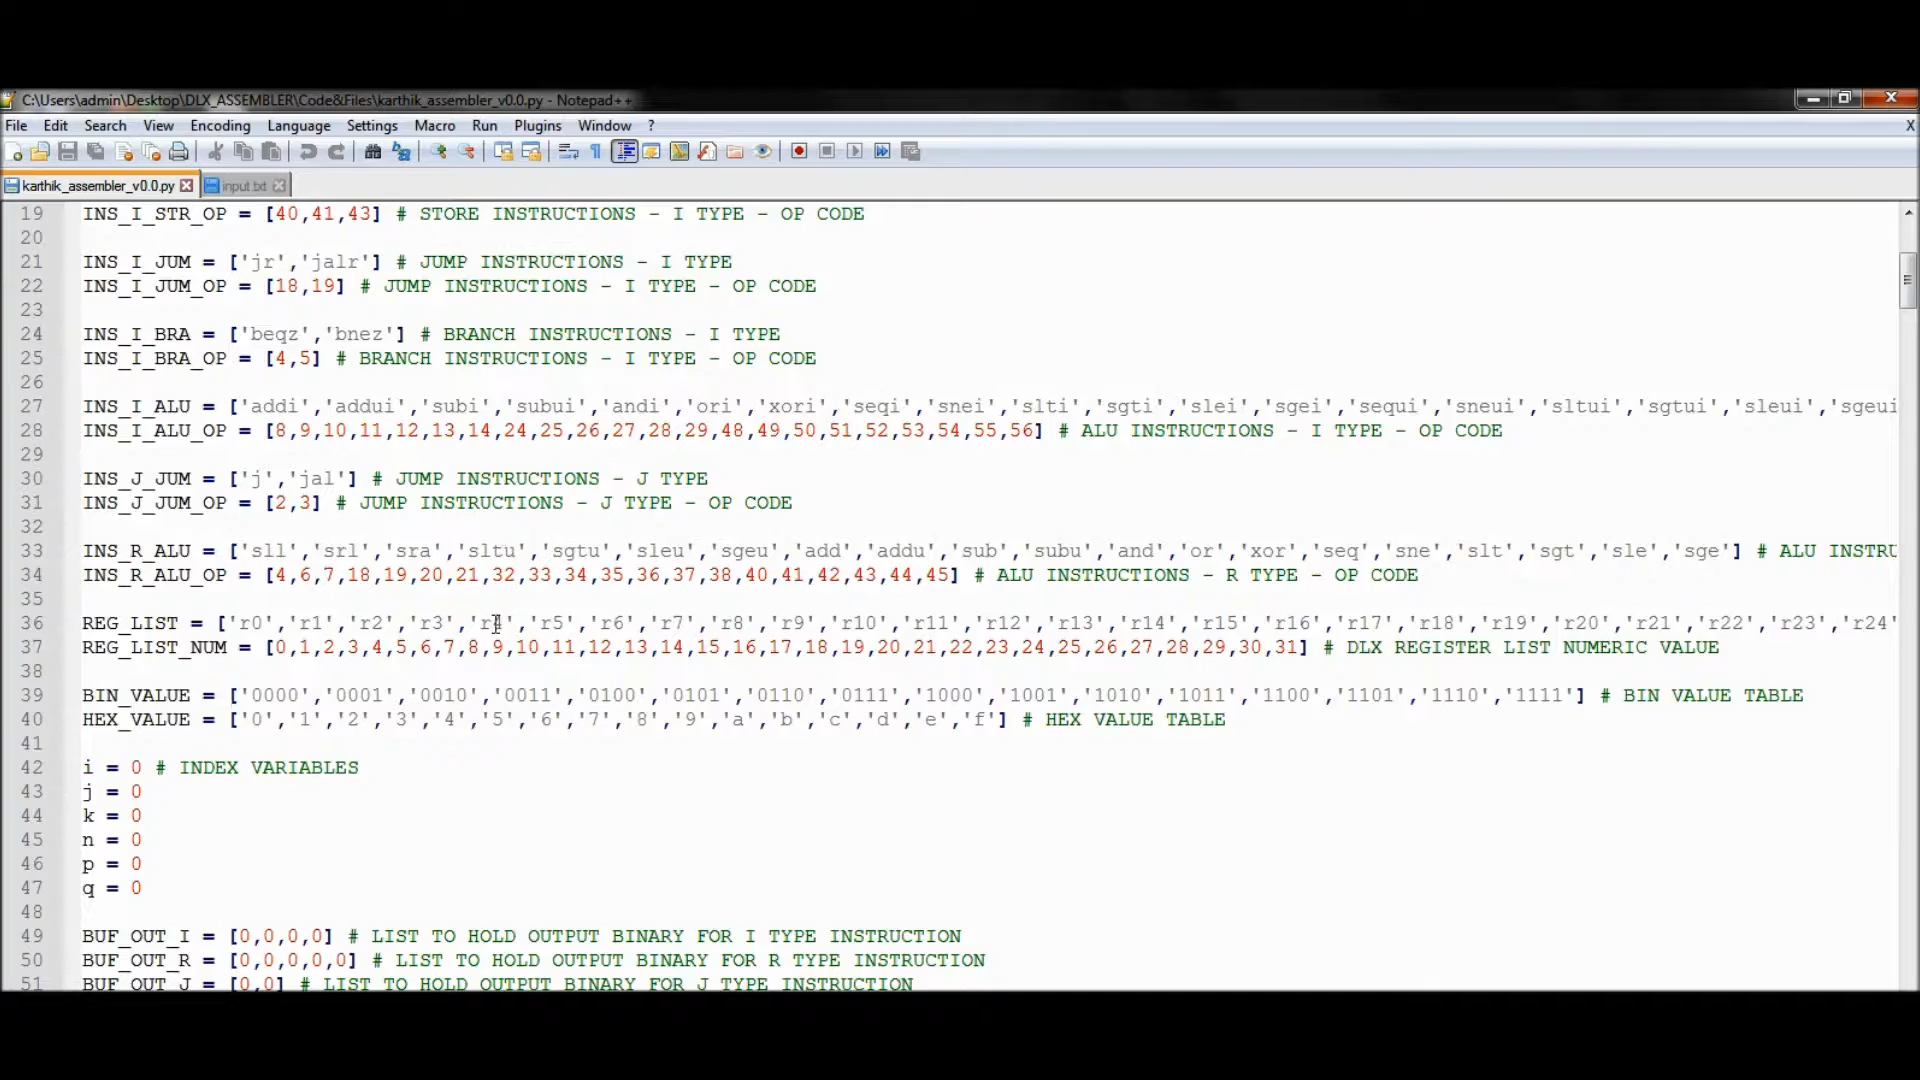 C:\Users\admin\Desktop\DLX_ASSEMBLER\Code&Files\karthik_assembler_v0.0.py - Notepad++
File Edit Search View Encoding Language Settings Macro Run Plugins Window ? X
karthik_assembler_v0.0.py input.txt
19 INS_I_STR_OP = [40,41,43] # STORE INSTRUCTIONS - I TYPE - OP CODE
20
21 INS_I_JUM = ['jr','jalr'] # JUMP INSTRUCTIONS - I TYPE
22 INS_I_JUM_OP = [18,19] # JUMP INSTRUCTIONS - I TYPE - OP CODE
23
24 INS_I_BRA = ['beqz','bnez'] # BRANCH INSTRUCTIONS - I TYPE
25 INS_I_BRA_OP = [4,5] # BRANCH INSTRUCTIONS - I TYPE - OP CODE
26
27 INS_I_ALU = ['addi','addui','subi','subui','andi','ori','xori','seqi','snei','slti','sgti','slei','sgei','sequi','sneui','sltui','sgtui','sleui','sgeui
28 INS_I_ALU_OP = [8,9,10,11,12,13,14,24,25,26,27,28,29,48,49,50,51,52,53,54,55,56] # ALU INSTRUCTIONS - I TYPE - OP CODE
29
30 INS_J_JUM = ['j','jal'] # JUMP INSTRUCTIONS - J TYPE
31 INS_J_JUM_OP = [2,3] # JUMP INSTRUCTIONS - J TYPE - OP CODE
32
33 INS_R_ALU = ['sll','srl','sra','sltu','sgtu','sleu','sgeu','add','addu','sub','subu','and','or','xor','seq','sne','slt','sgt','sle','sge'] # ALU INSTRU
34 INS_R_ALU_OP = [4,6,7,18,19,20,21,32,33,34,35,36,37,38,40,41,42,43,44,45] # ALU INSTRUCTIONS - R TYPE - OP CODE
35
36 REG_LIST = ['r0','r1','r2','r3','r4','r5','r6','r7','r8','r9','r10','r11','r12','r13','r14','r15','r16','r17','r18','r19','r20','r21','r22','r23','r24'
37 REG_LIST_NUM = [0,1,2,3,4,5,6,7,8,9,10,11,12,13,14,15,16,17,18,19,20,21,22,23,24,25,26,27,28,29,30,31] # DLX REGISTER LIST NUMERIC VALUE
38
39 BIN_VALUE = ['0000','0001','0010','0011','0100','0101','0110','0111','1000','1001','1010','1011','1100','1101','1110','1111'] # BIN VALUE TABLE
40 HEX_VALUE = ['0','1','2','3','4','5','6','7','8','9','a','b','c','d','e','f'] # HEX VALUE TABLE
41
42 i = 0 # INDEX VARIABLES
43 j = 0
44 k = 0
45 n = 0
46 p = 0
47 q = 0
48
49 BUF_OUT_I = [0,0,0,0] # LIST TO HOLD OUTPUT BINARY FOR I TYPE INSTRUCTION
50 BUF_OUT_R = [0,0,0,0,0] # LIST TO HOLD OUTPUT BINARY FOR R TYPE INSTRUCTION
51 BUF_OUT_J = [0,0] # LIST TO HOLD OUTPUT BINARY FOR J TYPE INSTRUCTION